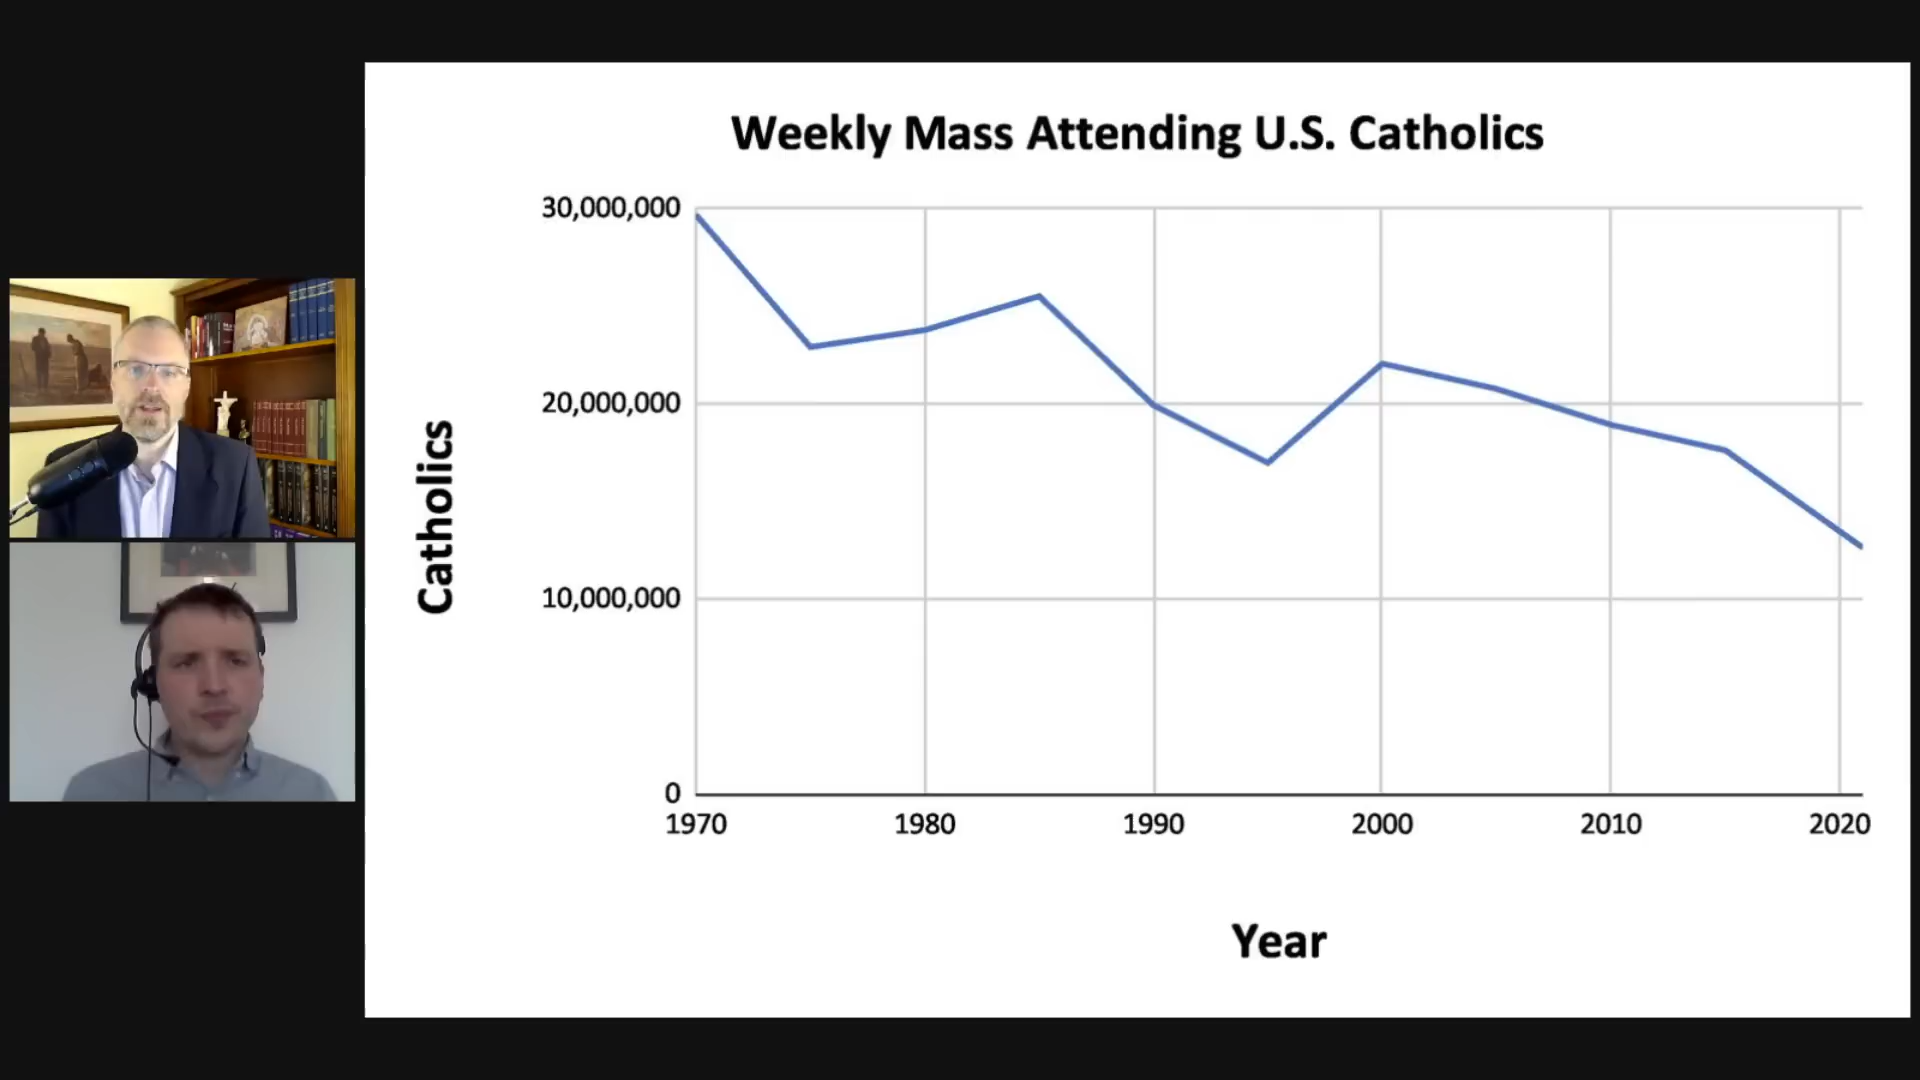 Weekly Mass Attending U.S. Catholics
30,000,000
20,000,000
10,000,000
0
Catholics
1970 1980 1990 2000 2010 2020
Year